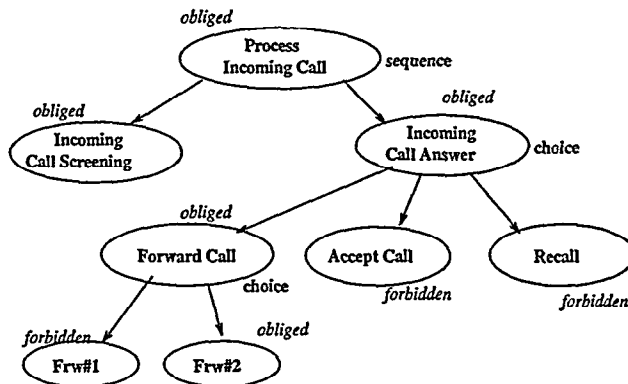 obliged
Process
Incoming Call
sequence
obliged
Incoming
Call Screening
obliged
Incoming
Call Answer
choice
obliged
Forward Call
choice
Accept Call
forbidden
Recall
forbidden
forbidden
Frw#1
obliged
Frw#2